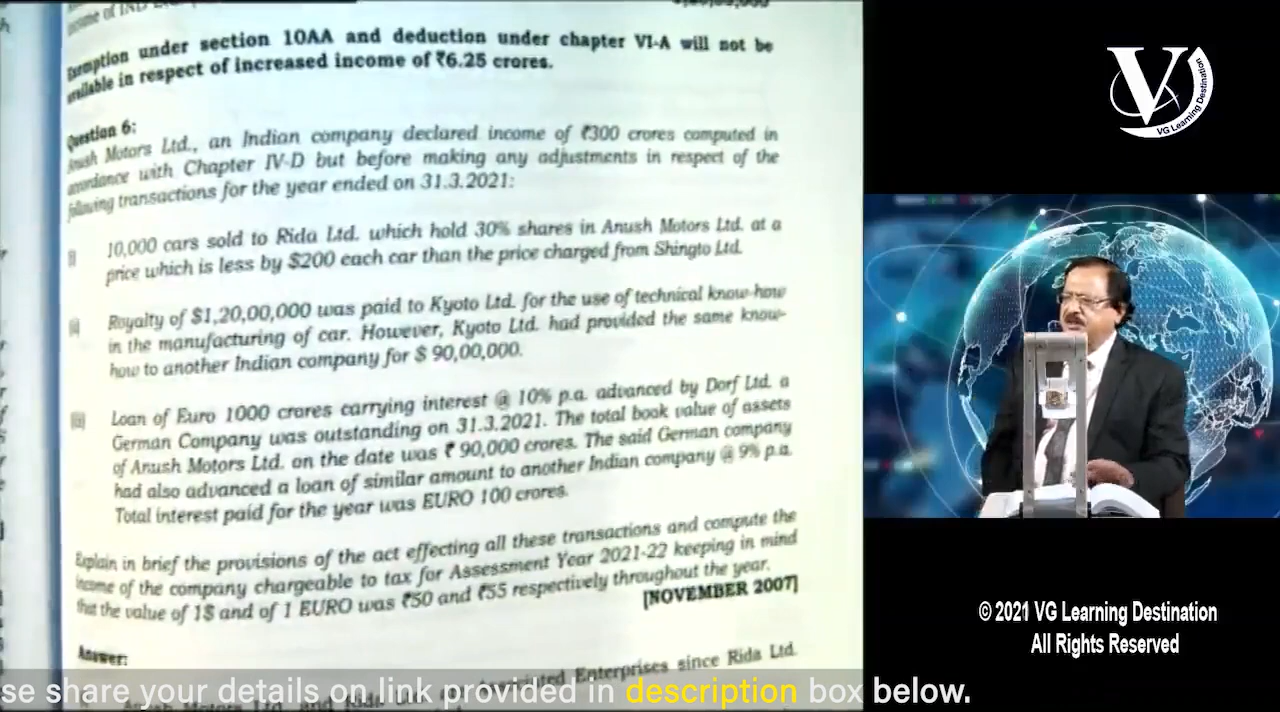 Exemption under section 10AA and deduction under chapter VI-A will not be
available in respect of increased income of ₹6.25 crores.
Question 6:
Anush Motors Ltd., an Indian company declared income of ₹300 crores computed in
accordance with Chapter IV-D but before making any adjustments in respect of the
following transactions for the year ended on 31.3.2021:
10,000 cars sold to Rida Ltd. which hold 30% shares in Anush Motors Ltd. at a
price which is less by $200 each car than the price charged from Shingto Ltd.
Royalty of $1,20,00,000 was paid to Kyoto Ltd. for the use of technical know-how
in the manufacturing of car. However, Kyoto Ltd. had provided the same know-
how to another Indian company for $ 90,00,000.
Loan of Euro 1000 crores carrying interest @ 10% p.a. advanced by Dorf Ltd. a
German Company was outstanding on 31.3.2021. The total book value of assets
of Anush Motors Ltd. on the date was ₹ 90,000 crores. The said German company
had also advanced a loan of similar amount to another Indian company @ 9% p.a.
Total interest paid for the year was EURO 100 crores.
Explain in brief the provisions of the act effecting all these transactions and compute the
income of the company chargeable to tax for Assessment Year 2021-22 keeping in mind
that the value of 1$ and of 1 EURO was ₹50 and ₹55 respectively throughout the year.
[NOVEMBER 2007]
Answer:
Enterprises since Rida Ltd.
V
VG Learning Destination
© 2021 VG Learning Destination
All Rights Reserved
se share your details on link provided in description box below.